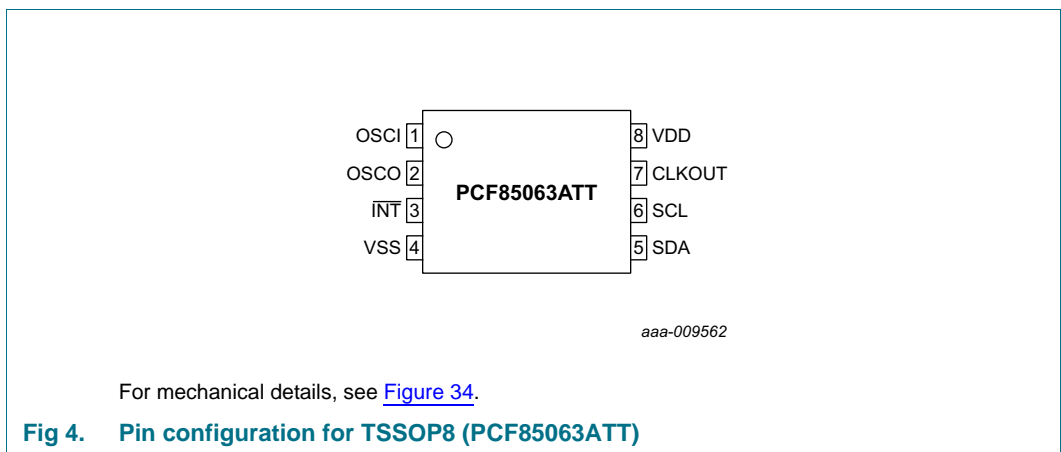 OSCI 1 8 VDD
OSCO 2 7 CLKOUT
PCF85063ATT
I̅N̅T̅ 3 6 SCL
VSS 4 5 SDA
aaa-009562
For mechanical details, see Figure 34.
Fig 4. Pin configuration for TSSOP8 (PCF85063ATT)